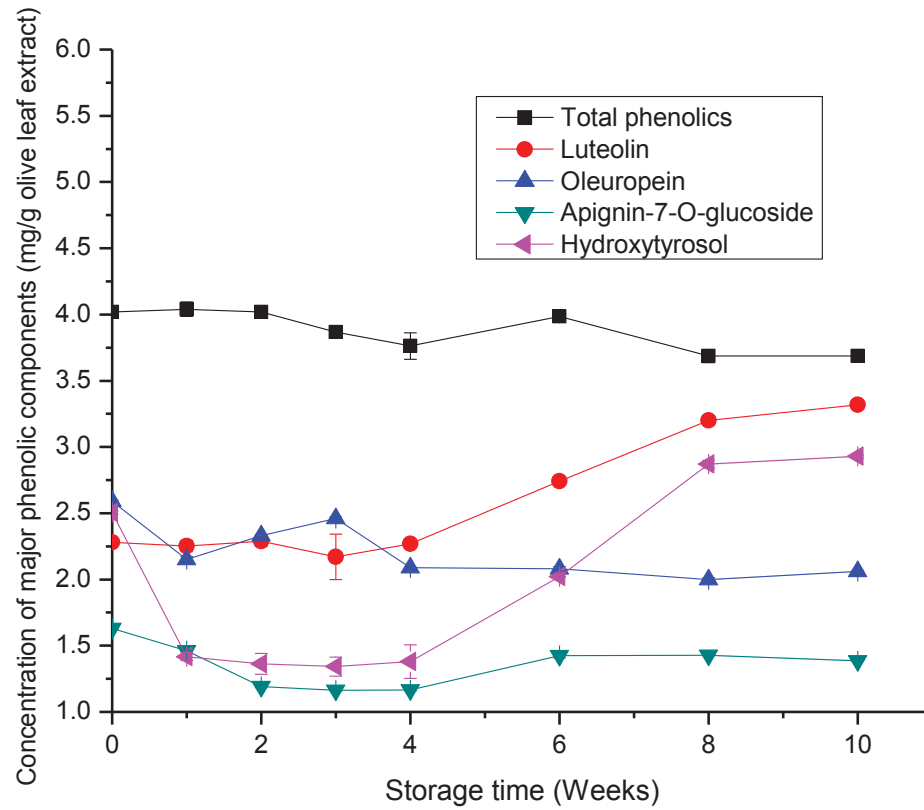 Concentration of major phenolic components (mg/g olive leaf extract)
6.0
5.5
5.0
4.5
4.0
3.5
3.0
2.5
2.0
1.5
1.0
Total phenolics
Luteolin
Oleuropein
Apignin-7-O-glucoside
Hydroxytyrosol
0 2 4 6 8 10
Storage time (Weeks)